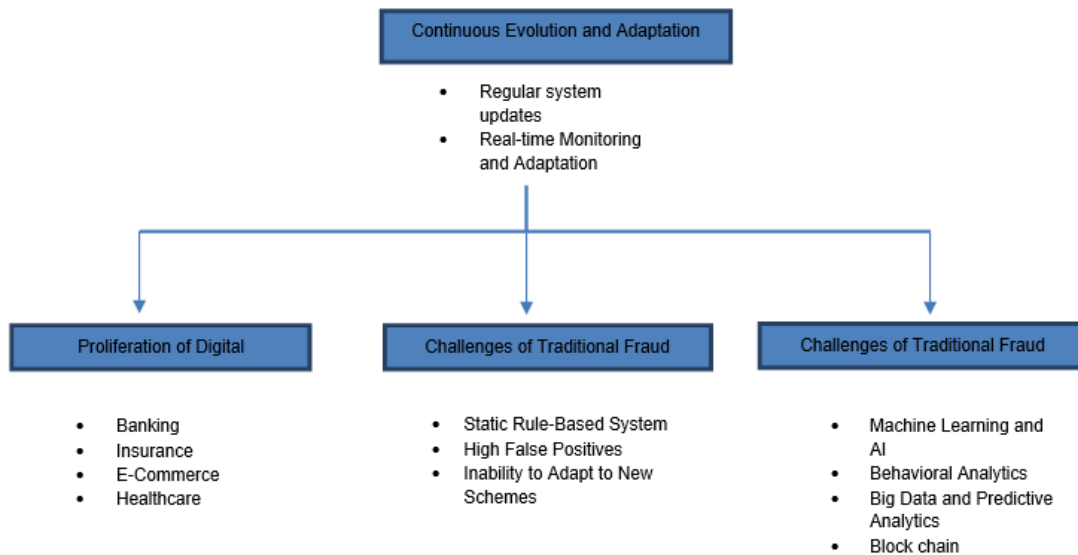 Continuous Evolution and Adaptation
• Regular system
updates
• Real-time Monitoring
and Adaptation
Proliferation of Digital
• Banking
• Insurance
• E-Commerce
• Healthcare
Challenges of Traditional Fraud
• Static Rule-Based System
• High False Positives
• Inability to Adapt to New
Schemes
Challenges of Traditional Fraud
• Machine Learning and
AI
• Behavioral Analytics
• Big Data and Predictive
Analytics
• Block chain